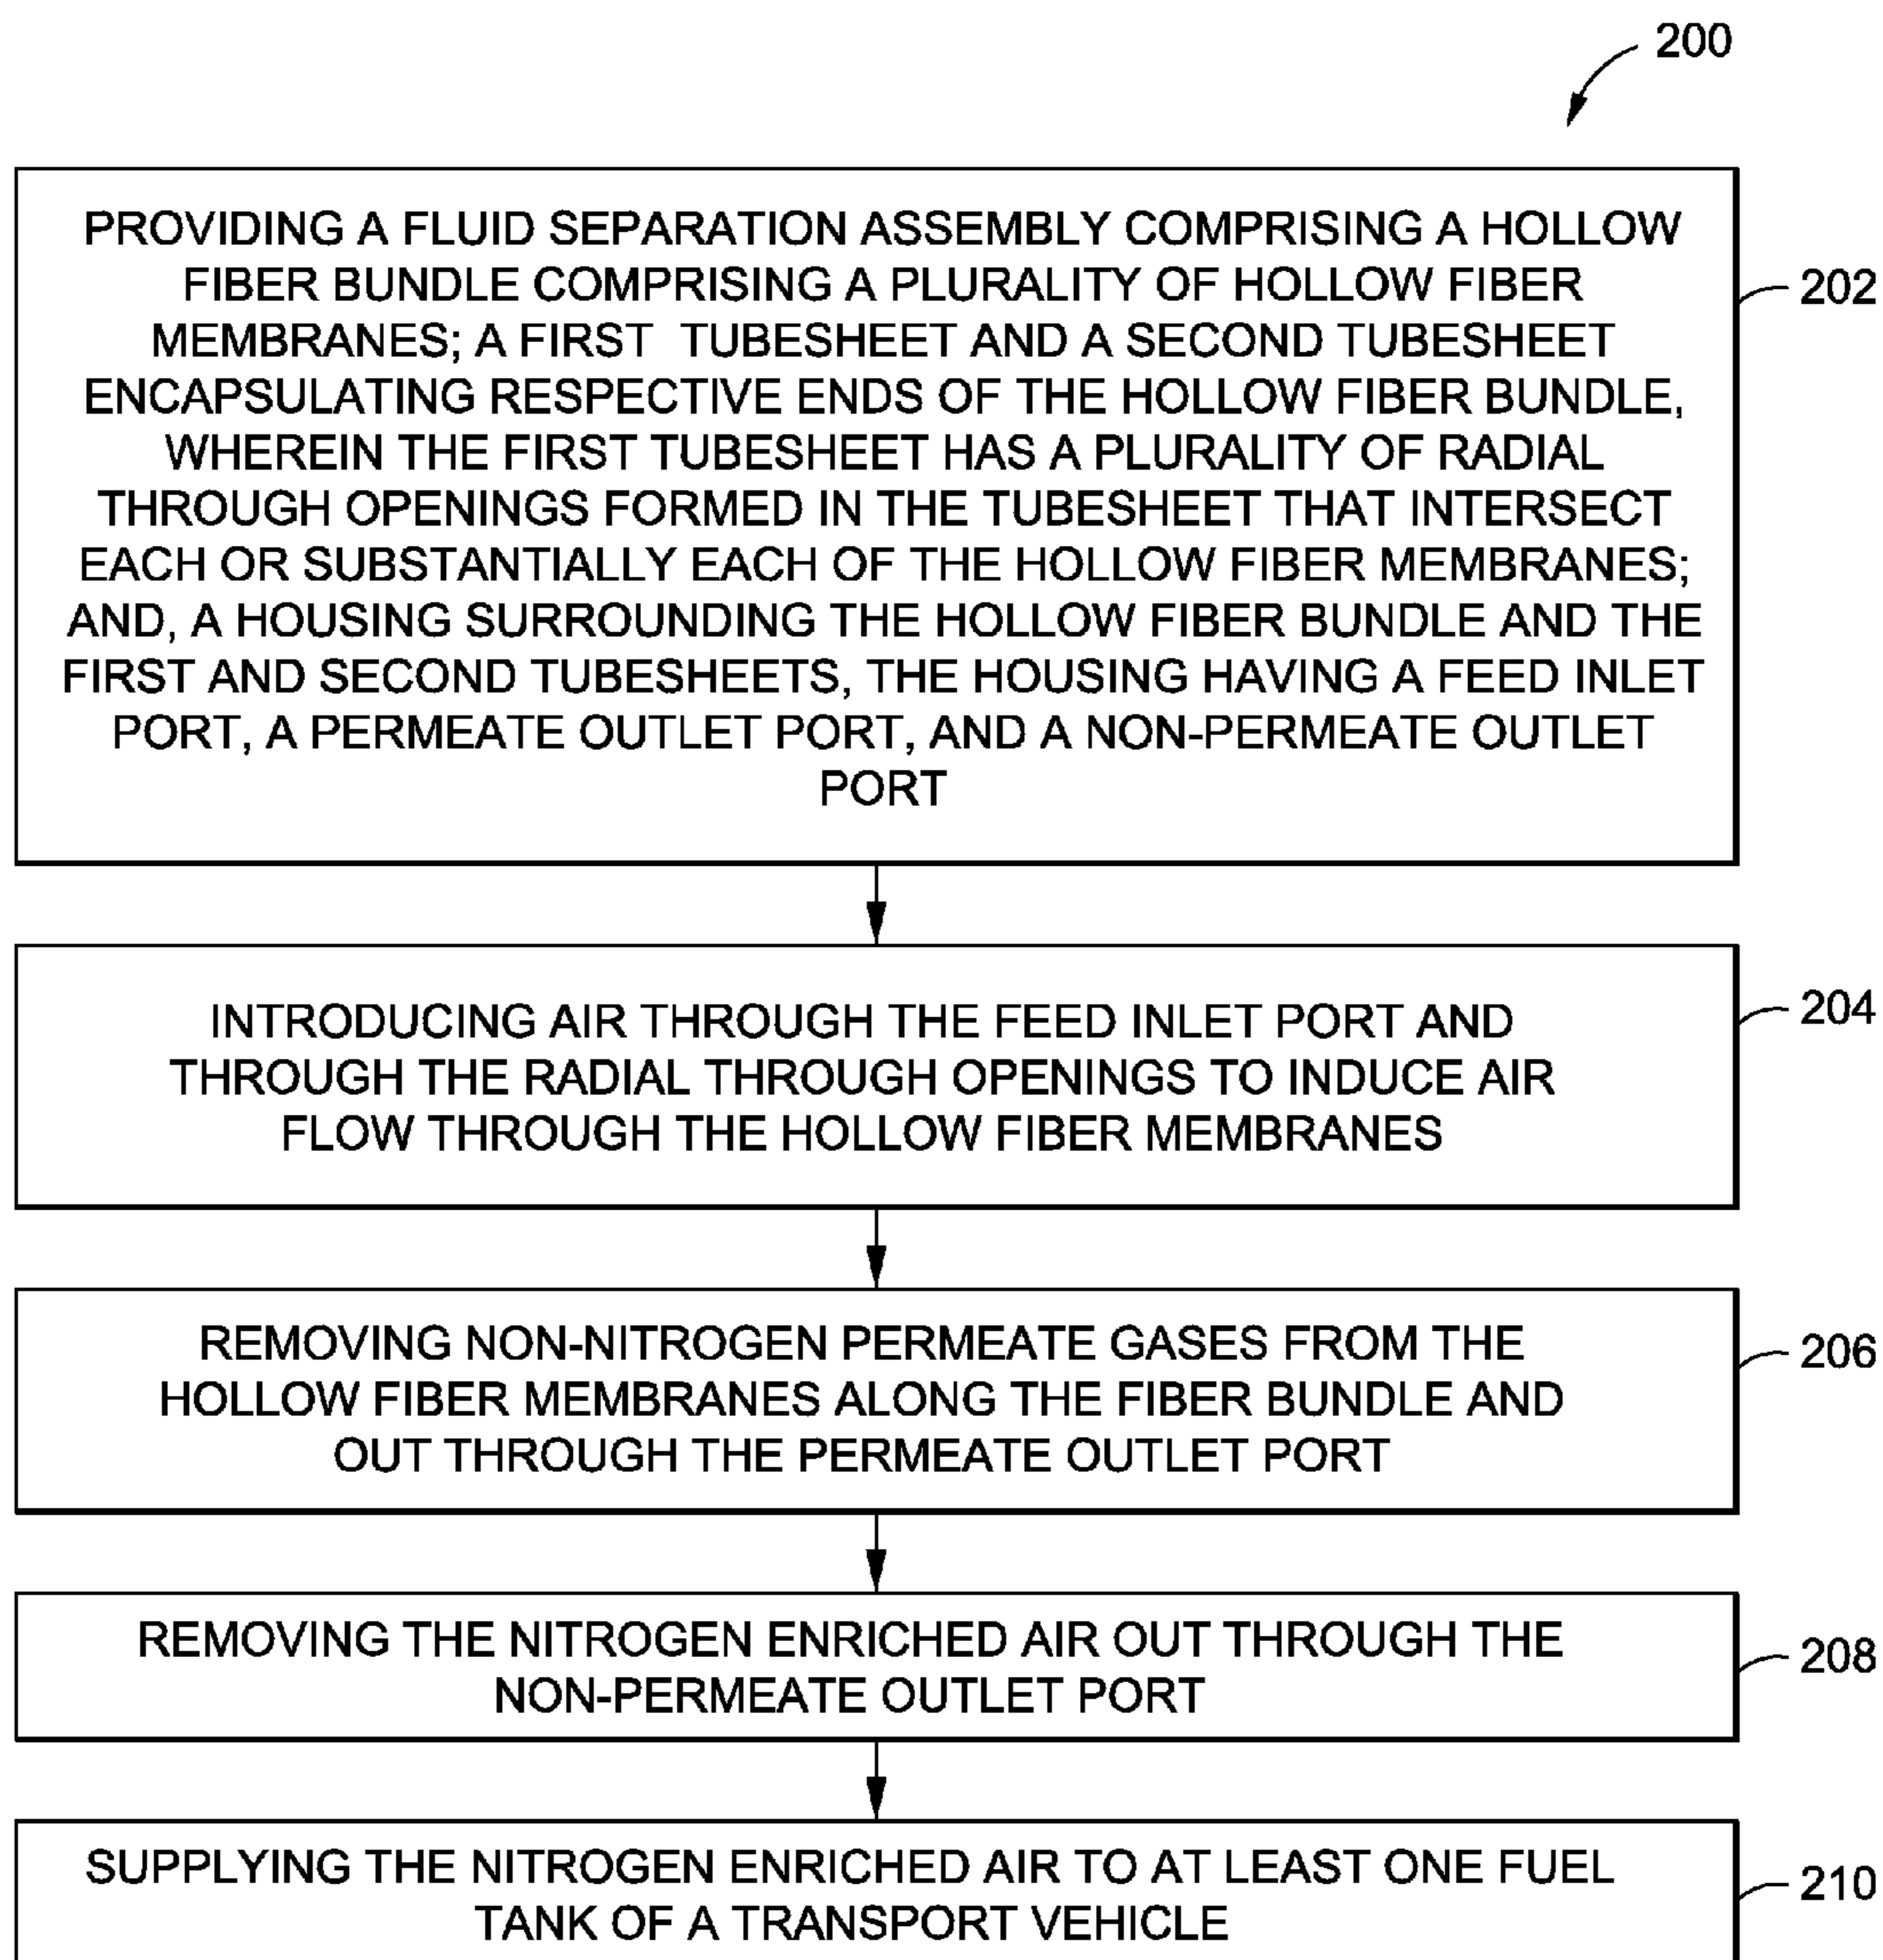 200
PROVIDING A FLUID SEPARATION ASSEMBLY COMPRISING A HOLLOW
FIBER BUNDLE COMPRISING A PLURALITY OF HOLLOW FIBER
MEMBRANES; A FIRST TUBESHEET AND A SECOND TUBESHEET
ENCAPSULATING RESPECTIVE ENDS OF THE HOLLOW FIBER BUNDLE,
WHEREIN THE FIRST TUBESHEET HAS A PLURALITY OF RADIAL
THROUGH OPENINGS FORMED IN THE TUBESHEET THAT INTERSECT
EACH OR SUBSTANTIALLY EACH OF THE HOLLOW FIBER MEMBRANES;
AND, A HOUSING SURROUNDING THE HOLLOW FIBER BUNDLE AND THE
FIRST AND SECOND TUBESHEETS, THE HOUSING HAVING A FEED INLET
PORT, A PERMEATE OUTLET PORT, AND A NON-PERMEATE OUTLET
PORT
202
INTRODUCING AIR THROUGH THE FEED INLET PORT AND
THROUGH THE RADIAL THROUGH OPENINGS TO INDUCE AIR
FLOW THROUGH THE HOLLOW FIBER MEMBRANES
204
REMOVING NON-NITROGEN PERMEATE GASES FROM THE
HOLLOW FIBER MEMBRANES ALONG THE FIBER BUNDLE AND
OUT THROUGH THE PERMEATE OUTLET PORT
206
REMOVING THE NITROGEN ENRICHED AIR OUT THROUGH THE
NON-PERMEATE OUTLET PORT
208
SUPPLYING THE NITROGEN ENRICHED AIR TO AT LEAST ONE FUEL
TANK OF A TRANSPORT VEHICLE
210